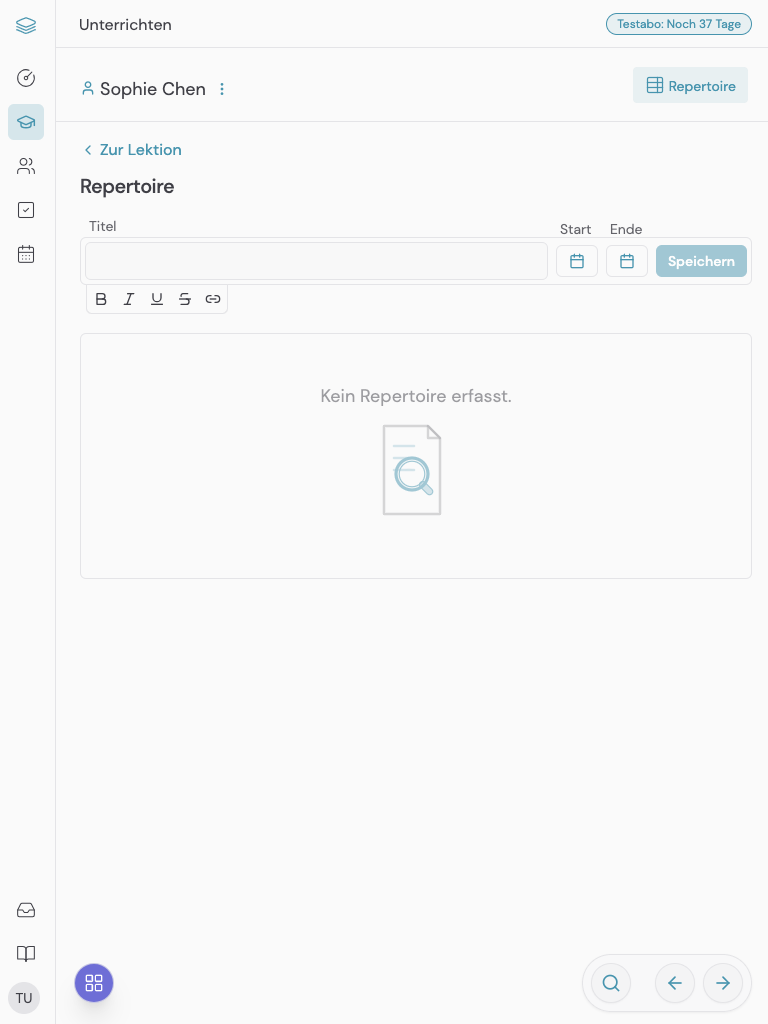 Unterrichten
Testabo: Noch 37 Tage
Sophie Chen
Repertoire
Zur Lektion
Repertoire
Titel
Start
Ende
Speichern
B I U S
Kein Repertoire erfasst.
TU